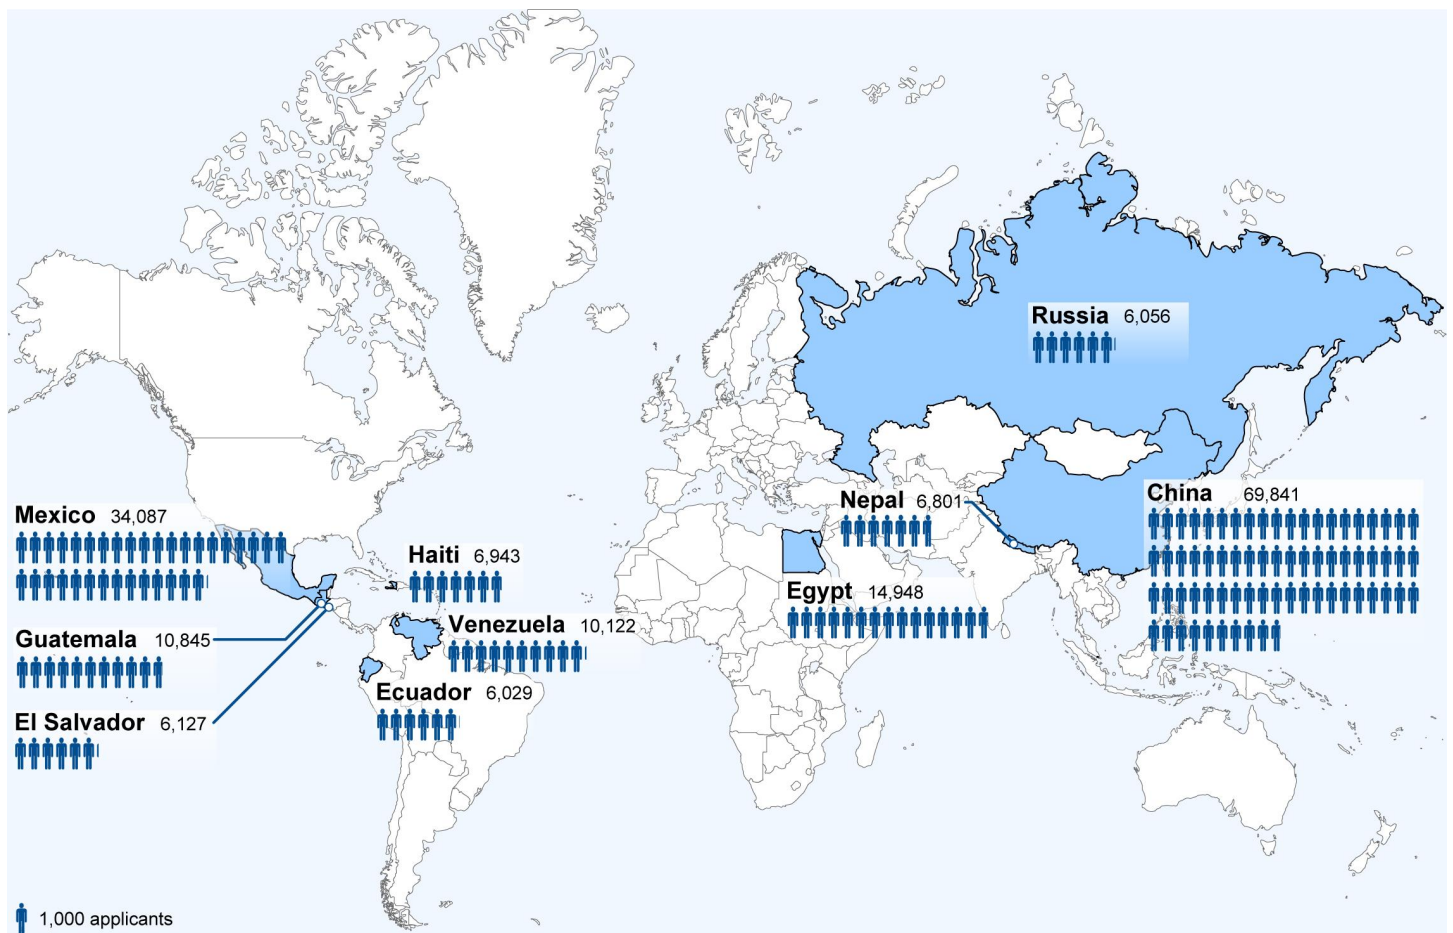 Russia 6,056
China 69,841
Nepal 6,801
Mexico 34,087
Haiti 6,943
Egypt 14,948
Venezuela 10,122
Guatemala 10,845
Ecuador 6,029
El Salvador 6,127
1,000 applicants